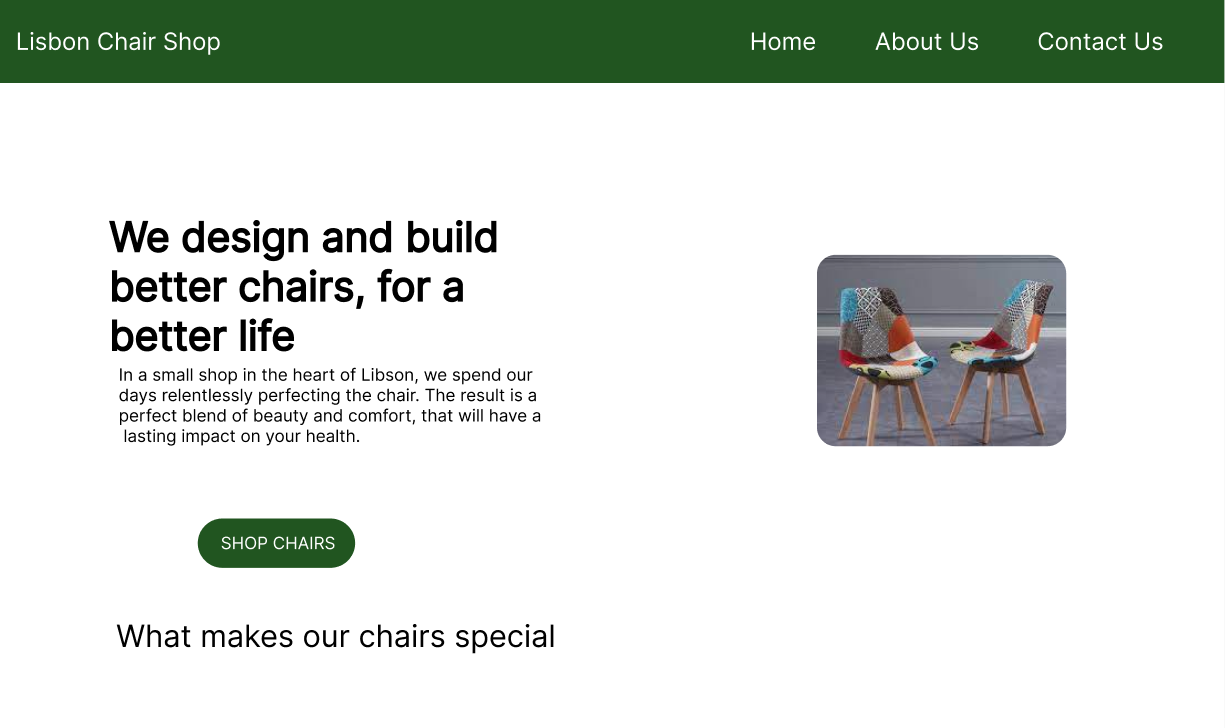 Lisbon Chair Shop
Home
About Us
Contact Us
We design and build
better chairs, for a
better life
In a small shop in the heart of Libson, we spend our
days relentlessly perfecting the chair. The result is a
perfect blend of beauty and comfort, that will have a
lasting impact on your health.
SHOP CHAIRS
What makes our chairs special